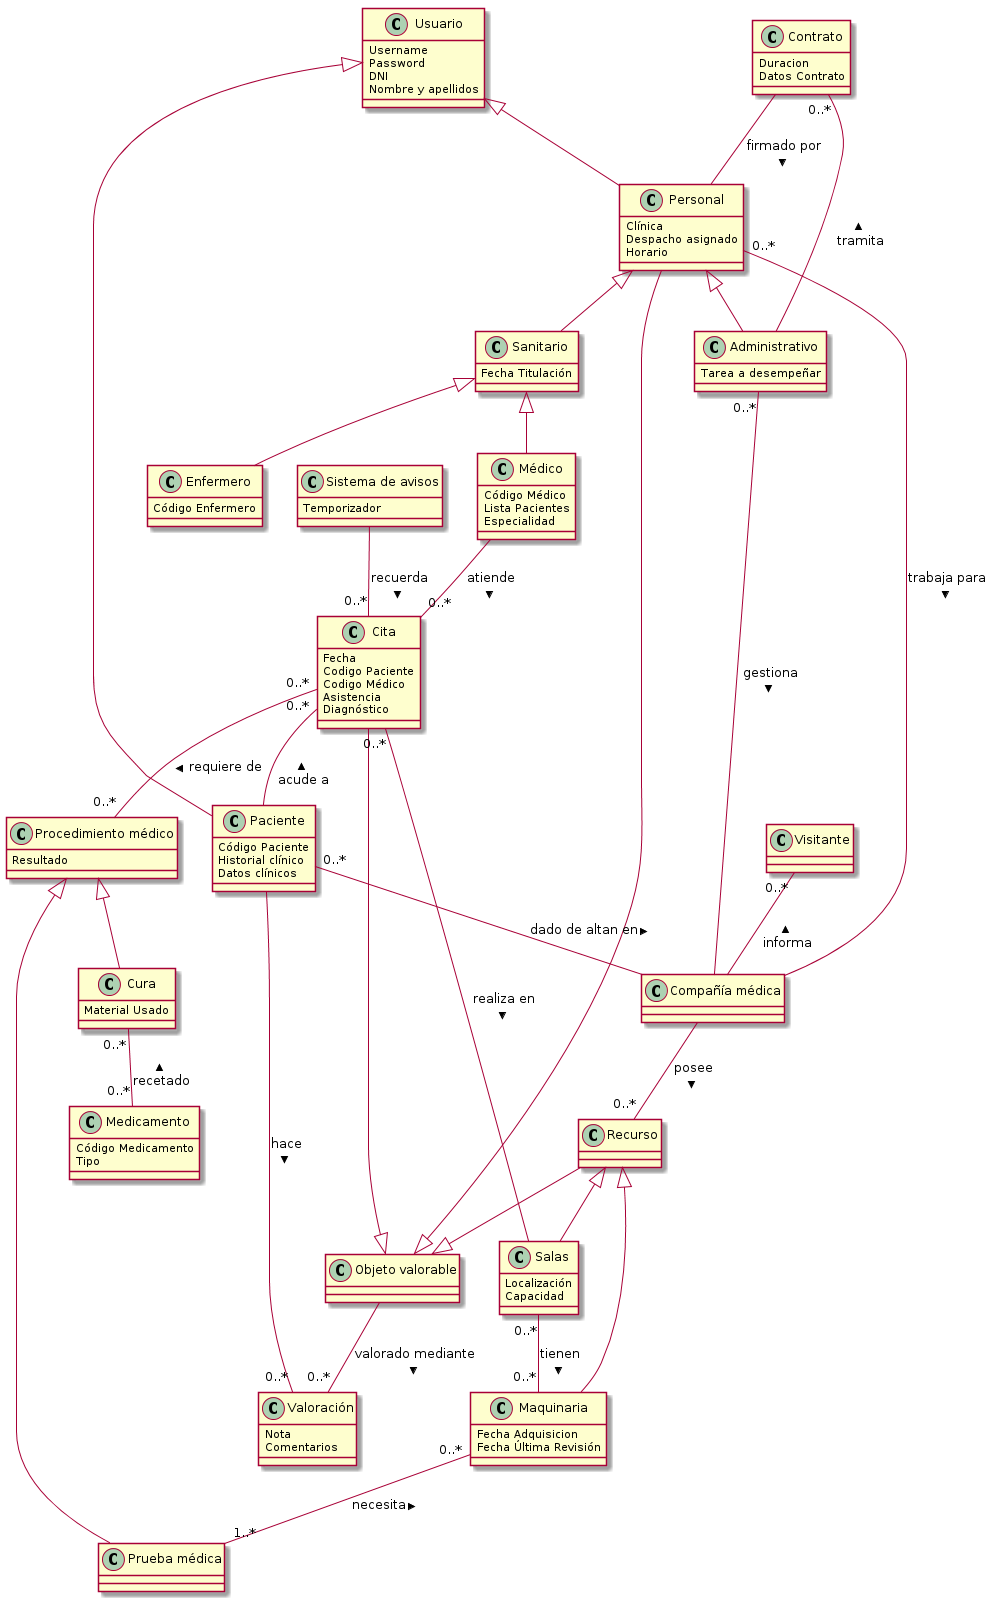 C Usuario
Username
Password
DNI
Nombre y apellidos
C Contrato
Duracion
Datos Contrato
0..*
firmado por
▼
C Personal
Clínica
Despacho asignado
Horario
0..*
▲
tramita
C Sanitario
Fecha Titulación
C Administrativo
Tarea a desempeñar
0..*
C Enfermero
Código Enfermero
C Sistema de avisos
Temporizador
C Médico
Código Médico
Lista Pacientes
Especialidad
recuerda
▼
atiende
▼
trabaja para
▼
0..*
0..*
C Cita
Fecha
Codigo Paciente
Codigo Médico
Asistencia
Diagnóstico
0..*
0..*
0..*
gestiona
▼
◄ requiere de
▲
acude a
0..*
C Procedimiento médico
Resultado
C Paciente
Código Paciente
Historial clínico
Datos clínicos
0..*
C Visitante
0..*
dado de altan en►
▲
informa
C Cura
Material Usado
0..*
C Compañía médica
realiza en
▼
▲
recetado
0..*
posee
▼
0..*
C Medicamento
Código Medicamento
Tipo
hace
▼
C Recurso
C Objeto valorable
C Salas
Localización
Capacidad
0..*
valorado mediante
▼
tienen
▼
0..*
0..*
0..*
C Valoración
Nota
Comentarios
C Maquinaria
Fecha Adquisicion
Fecha Última Revisión
0..*
necesita►
1..*
C Prueba médica